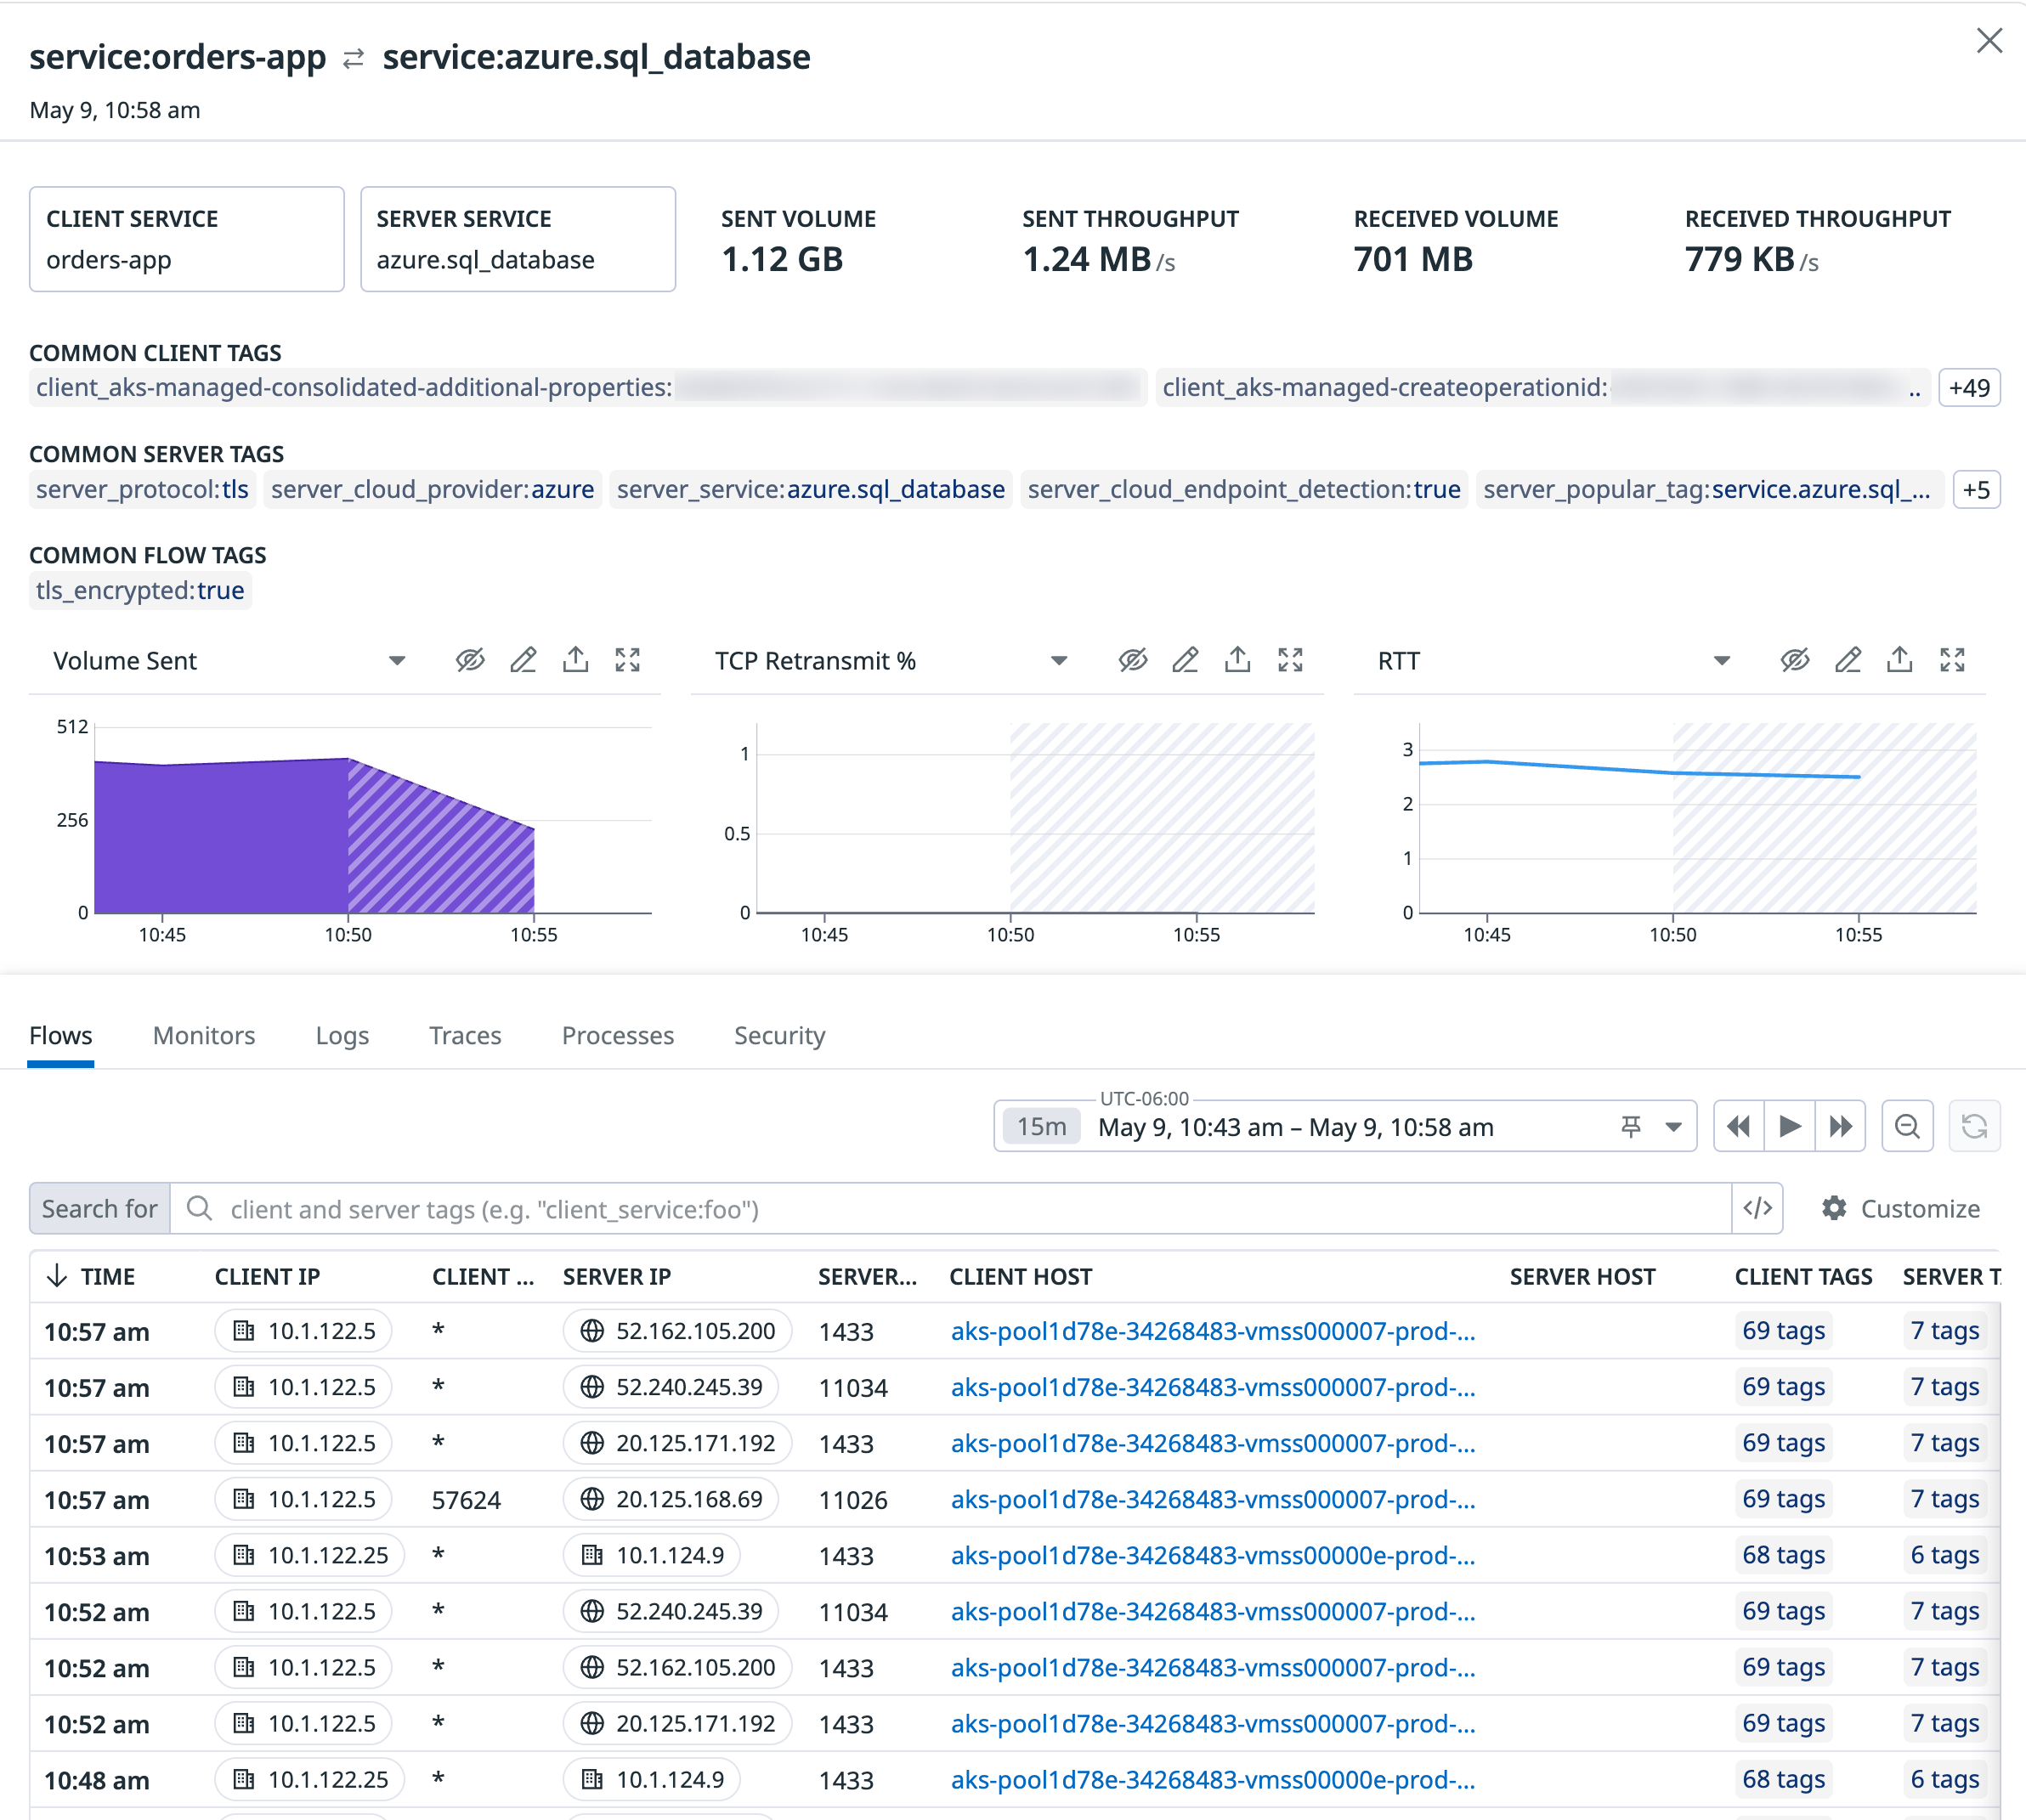 service:orders-app ⇄ service:azure.sql_database
May 9, 10:58 am
CLIENT SERVICE
orders-app
SERVER SERVICE
azure.sql_database
SENT VOLUME
1.12 GB
SENT THROUGHPUT
1.24 MB/s
RECEIVED VOLUME
701 MB
RECEIVED THROUGHPUT
779 KB/s
COMMON CLIENT TAGS
client_aks-managed-consolidated-additional-properties: client_aks-managed-createoperationid: .. +49
COMMON SERVER TAGS
server_protocol:tls server_cloud_provider:azure server_service:azure.sql_database server_cloud_endpoint_detection:true server_popular_tag:service.azure.sql_... +5
COMMON FLOW TAGS
tls_encrypted:true
Volume Sent
512
256
0
10:45 10:50 10:55
TCP Retransmit %
1
0.5
0
10:45 10:50 10:55
RTT
3
2
1
0
10:45 10:50 10:55
Flows Monitors Logs Traces Processes Security
UTC-06:00
15m May 9, 10:43 am – May 9, 10:58 am
Search for client and server tags (e.g. "client_service:foo") </> Customize
TIME CLIENT IP CLIENT ... SERVER IP SERVER... CLIENT HOST SERVER HOST CLIENT TAGS SERVER T.
10:57 am 10.1.122.5 * 52.162.105.200 1433 aks-pool1d78e-34268483-vmss000007-prod-... 69 tags 7 tags
10:57 am 10.1.122.5 * 52.240.245.39 11034 aks-pool1d78e-34268483-vmss000007-prod-... 69 tags 7 tags
10:57 am 10.1.122.5 * 20.125.171.192 1433 aks-pool1d78e-34268483-vmss000007-prod-... 69 tags 7 tags
10:57 am 10.1.122.5 57624 20.125.168.69 11026 aks-pool1d78e-34268483-vmss000007-prod-... 69 tags 7 tags
10:53 am 10.1.122.25 * 10.1.124.9 1433 aks-pool1d78e-34268483-vmss00000e-prod-... 68 tags 6 tags
10:52 am 10.1.122.5 * 52.240.245.39 11034 aks-pool1d78e-34268483-vmss000007-prod-... 69 tags 7 tags
10:52 am 10.1.122.5 * 52.162.105.200 1433 aks-pool1d78e-34268483-vmss000007-prod-... 69 tags 7 tags
10:52 am 10.1.122.5 * 20.125.171.192 1433 aks-pool1d78e-34268483-vmss000007-prod-... 69 tags 7 tags
10:48 am 10.1.122.25 * 10.1.124.9 1433 aks-pool1d78e-34268483-vmss00000e-prod-... 68 tags 6 tags